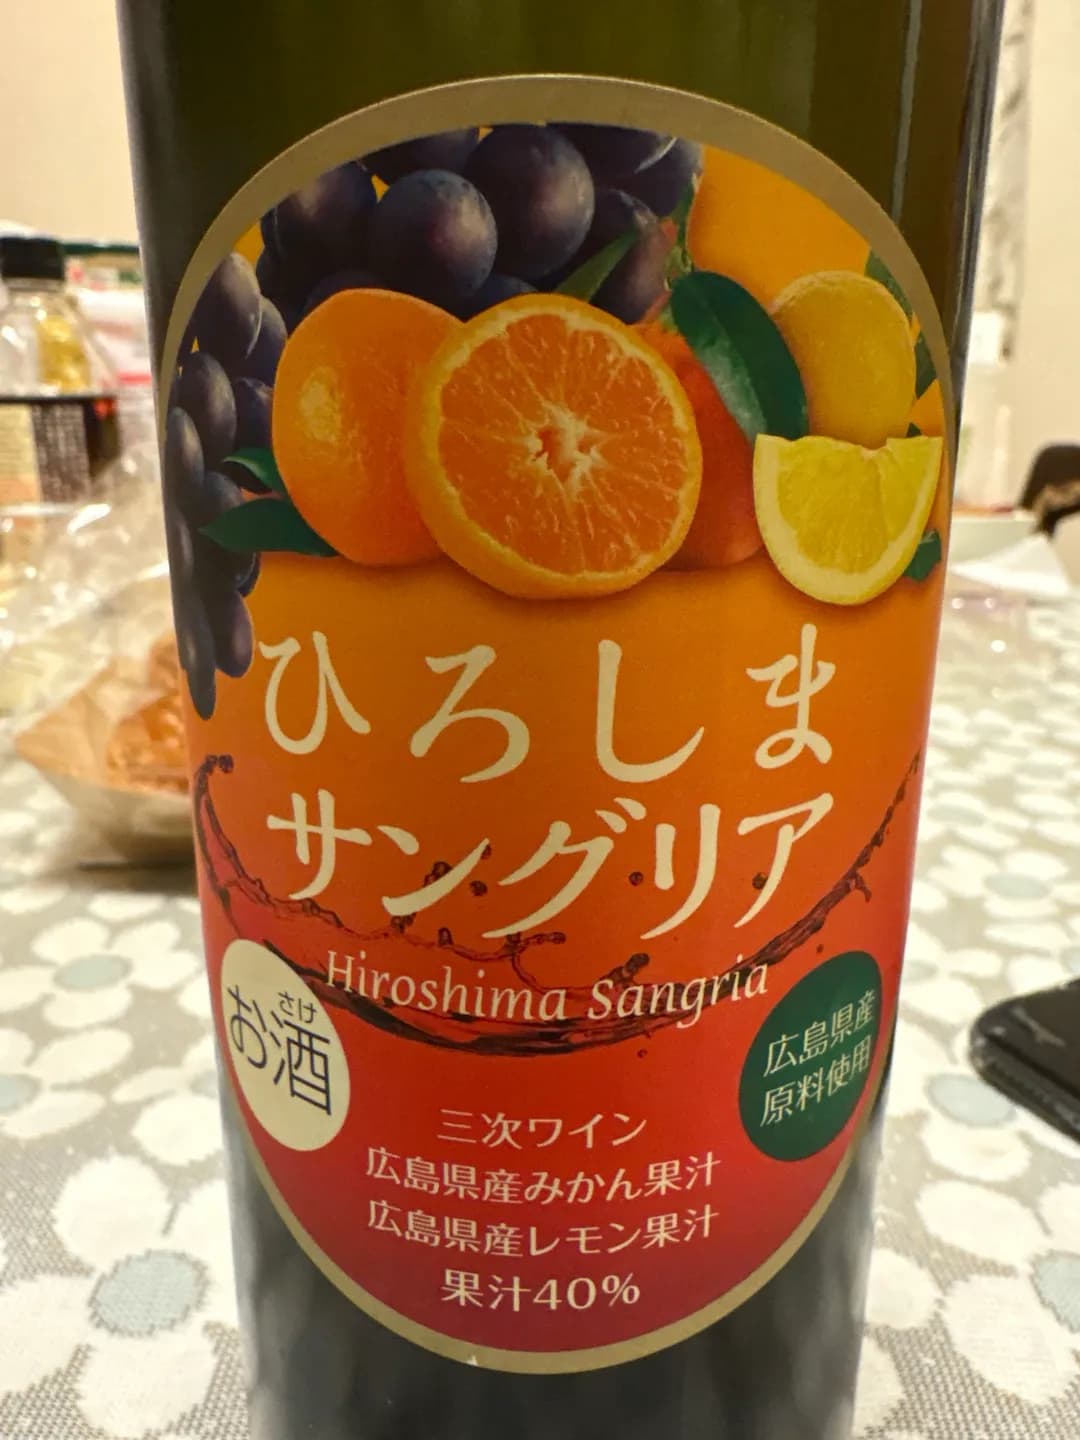 ひろしま
サングリア
Hiroshima Sangria
さけ
お酒
広島県産
原料使用
三次ワイン
広島県産みかん果汁
広島県産レモン果汁
果汁40%